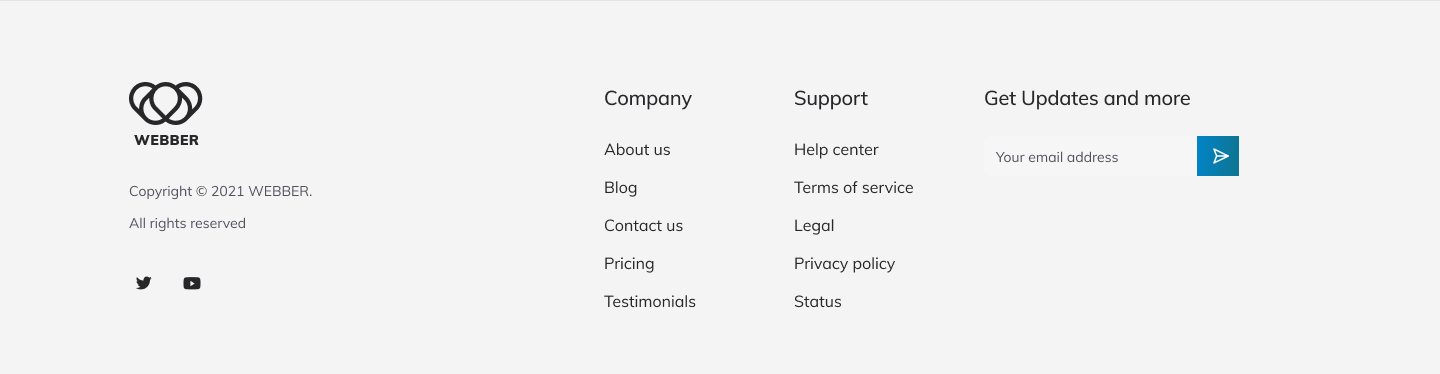 WEBBER
Copyright © 2021 WEBBER.
All rights reserved
Company
About us
Blog
Contact us
Pricing
Testimonials
Support
Help center
Terms of service
Legal
Privacy policy
Status
Get Updates and more
Your email address